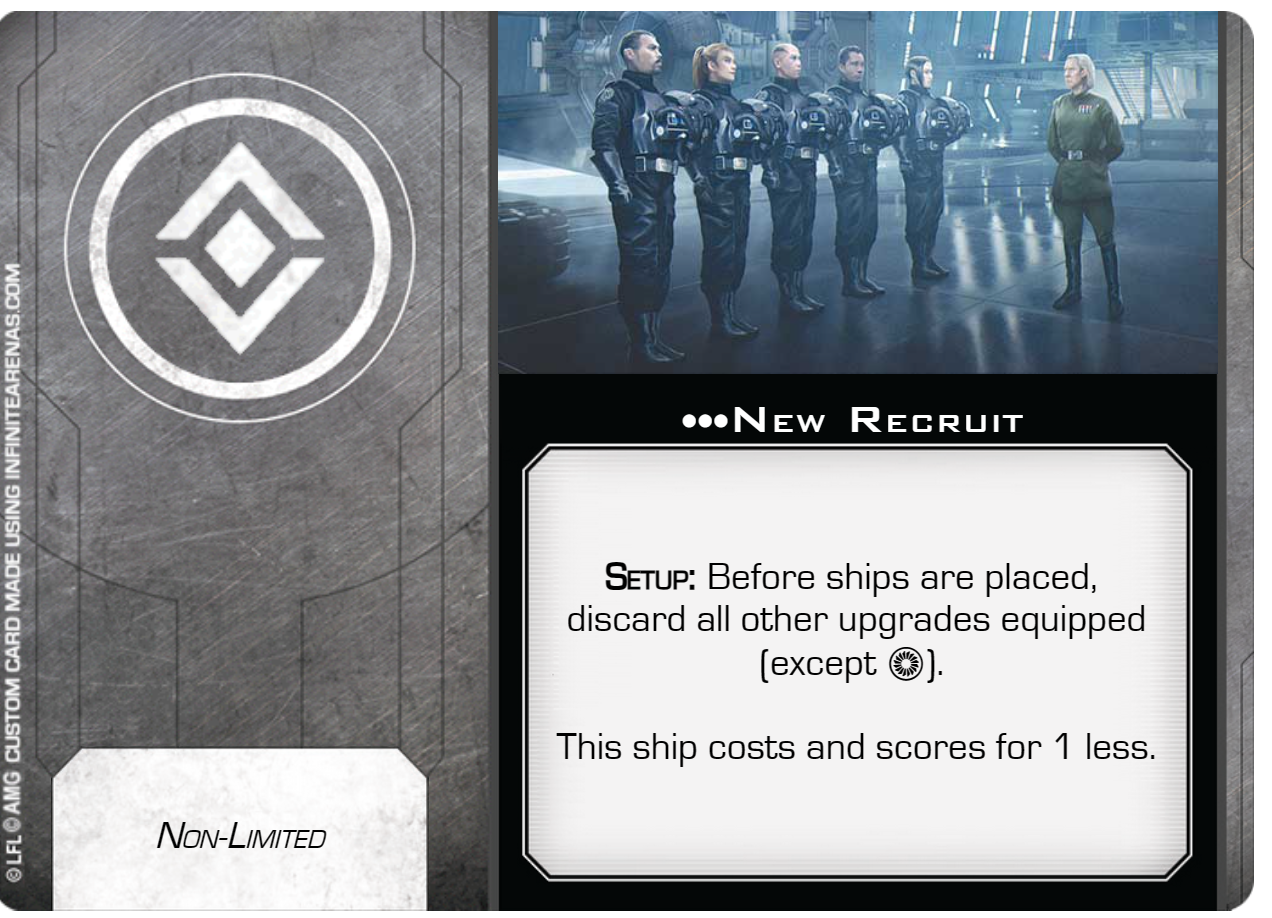 •••New Recruit
Setup: Before ships are placed,
discard all other upgrades equipped
(except ).
This ship costs and scores for 1 less.
Non-Limited
© LFL © AMG CUSTOM CARD MADE USING INFINITEARENAS.COM